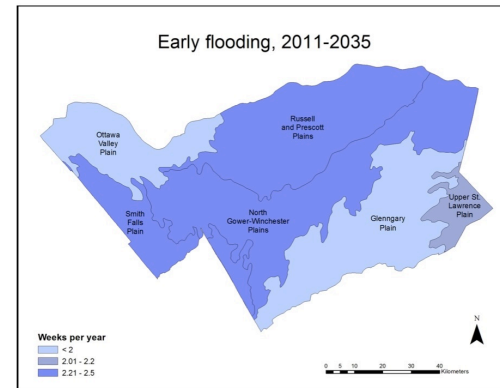 Early flooding, 2011-2035
Ottawa
Valley
Plain
Russell
and Prescott
Plains
Smith
Falls
Plain
North
Gower-Winchester
Plains
Glenngary
Plain
Upper St.
Lawrence
Plain
Weeks per year
< 2
2.01 - 2.2
2.21 - 2.5
N
0 5 10 20 30 40
Kilometers